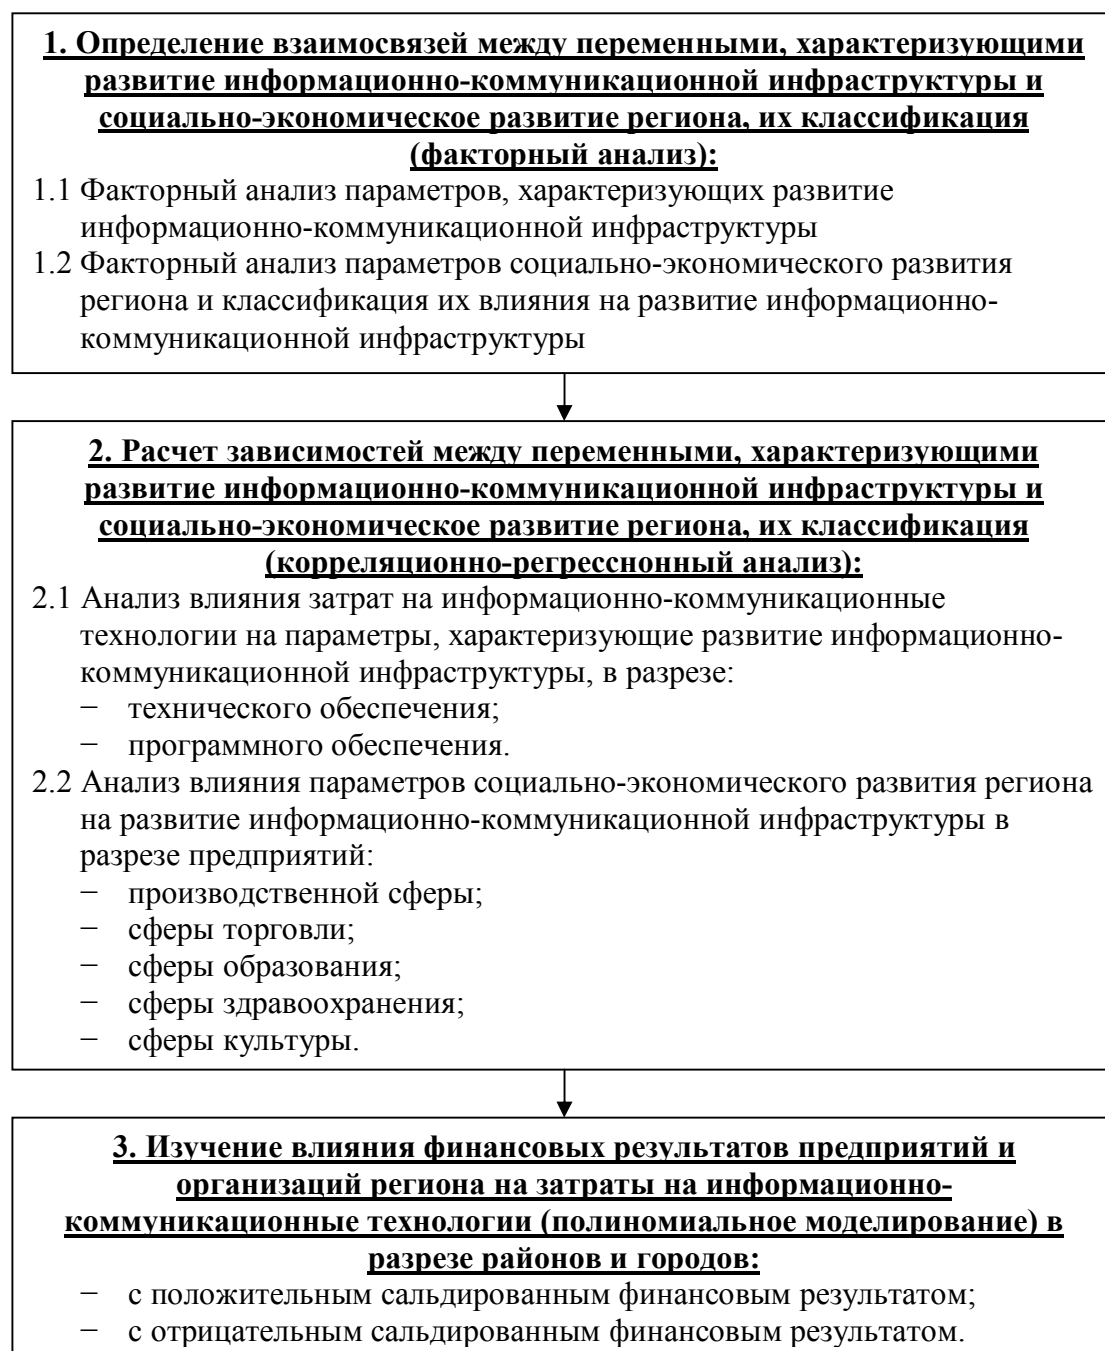 1. Определение взаимосвязей между переменными, характеризующими
развитие информационно-коммуникационной инфраструктуры и
социально-экономическое развитие региона, их классификация
(факторный анализ):
1.1 Факторный анализ параметров, характеризующих развитие
информационно-коммуникационной инфраструктуры
1.2 Факторный анализ параметров социально-экономического развития
региона и классификация их влияния на развитие информационно-
коммуникационной инфраструктуры
2. Расчет зависимостей между переменными, характеризующими
развитие информационно-коммуникационной инфраструктуры и
социально-экономическое развитие региона, их классификация
(корреляционно-регресснонный анализ):
2.1 Анализ влияния затрат на информационно-коммуникационные
технологии на параметры, характеризующие развитие информационно-
коммуникационной инфраструктуры, в разрезе:
− технического обеспечения;
− программного обеспечения.
2.2 Анализ влияния параметров социально-экономического развития региона
на развитие информационно-коммуникационной инфраструктуры в
разрезе предприятий:
− производственной сферы;
− сферы торговли;
− сферы образования;
− сферы здравоохранения;
− сферы культуры.
3. Изучение влияния финансовых результатов предприятий и
организаций региона на затраты на информационно-
коммуникационные технологии (полиномиальное моделирование) в
разрезе районов и городов:
− с положительным сальдированным финансовым результатом;
− с отрицательным сальдированным финансовым результатом.